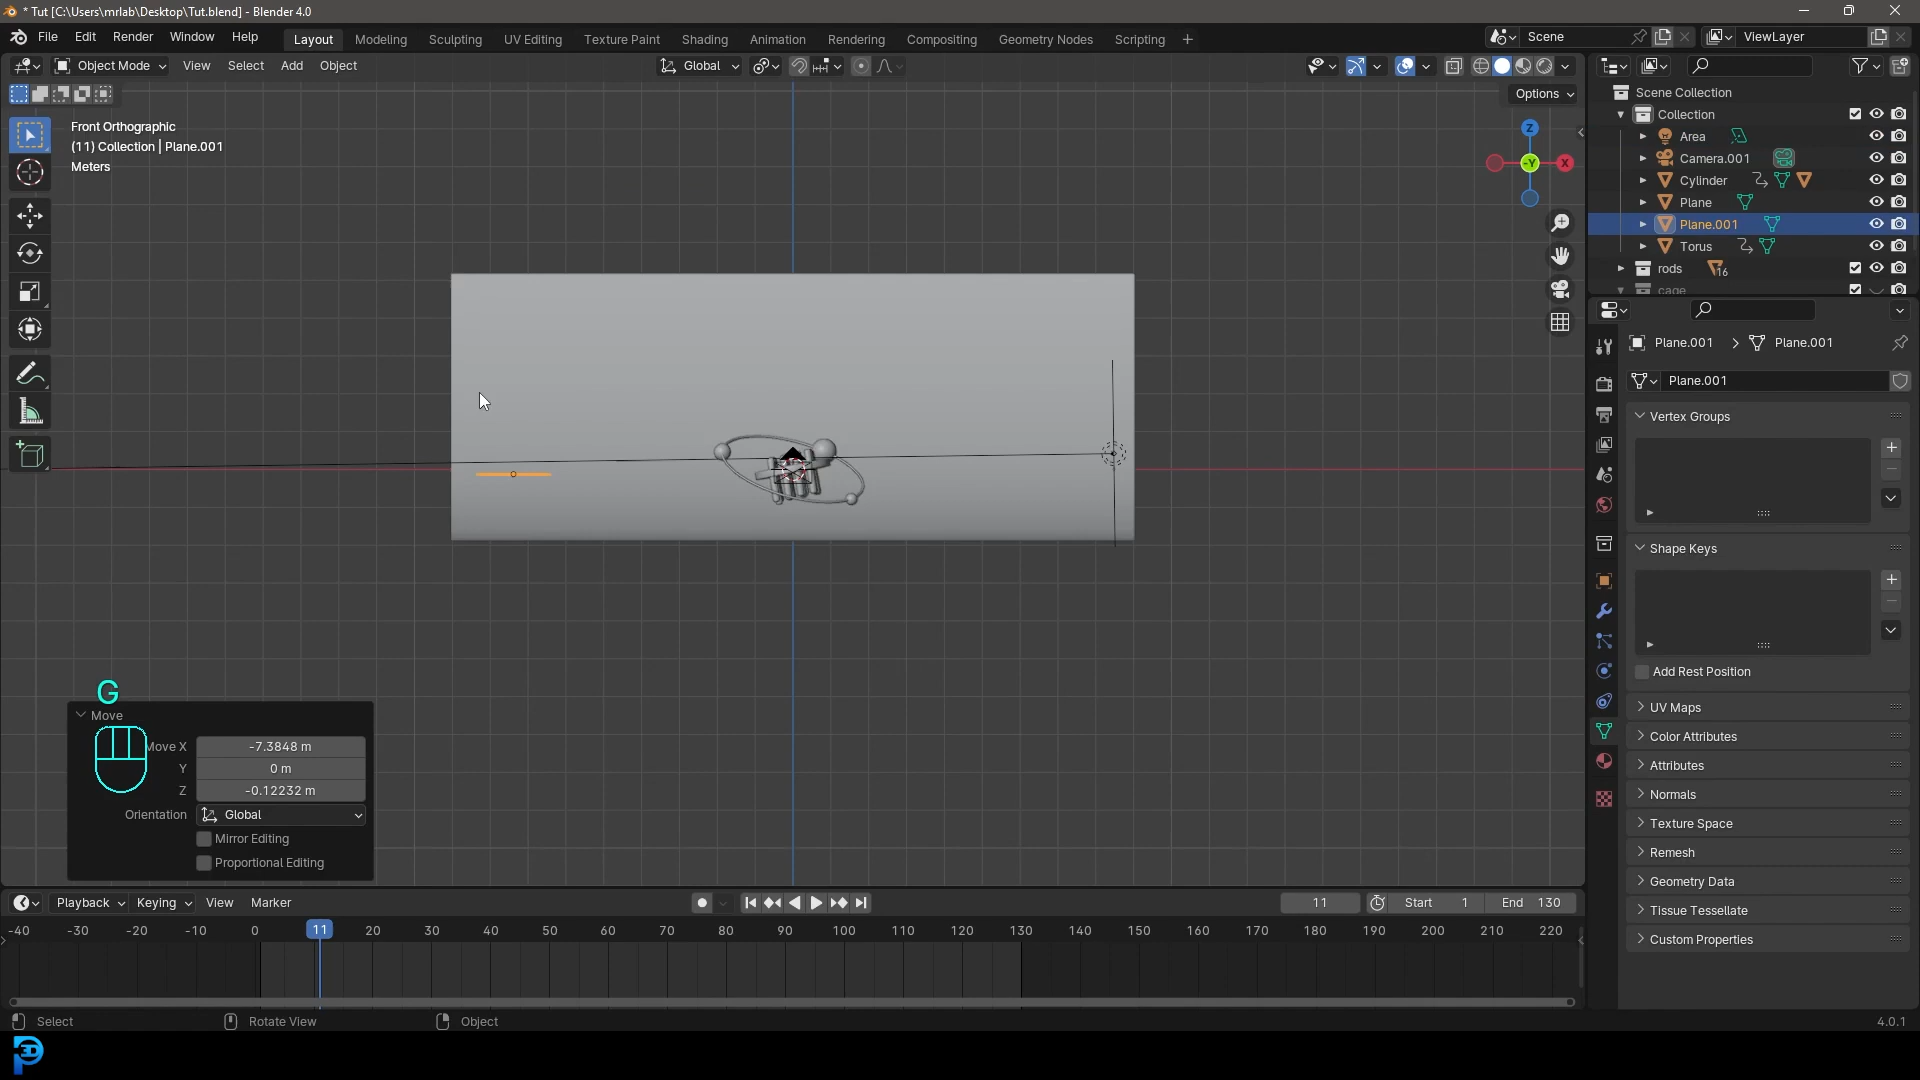 * Tut [C:\Users\mrlab\Desktop\Tut.blend] - Blender 4.0
File Edit Render Window Help Layout Modeling Sculpting UV Editing Texture Paint Shading Animation Rendering Compositing Geometry Nodes Scripting + Scene ViewLayer
Object Mode View Select Add Object Global
Options
Front Orthographic
(11) Collection | Plane.001
Meters
Z
-Y
X
Scene Collection
Collection
Area
Camera.001
Cylinder
Plane
Plane.001
Torus
rods 16
cage
Plane.001 > Plane.001
Plane.001
Vertex Groups
Shape Keys
Add Rest Position
UV Maps
Color Attributes
Attributes
Normals
Texture Space
Remesh
Geometry Data
Tissue Tessellate
Custom Properties
G
Move
Move X -7.3848 m
Y 0 m
Z -0.12232 m
Orientation Global
Mirror Editing
Proportional Editing
Playback Keying View Marker 11 Start 1 End 130
-40 -30 -20 -10 0 11 20 30 40 50 60 70 80 90 100 110 120 130 140 150 160 170 180 190 200 210 220
Select Rotate View Object 4.0.1